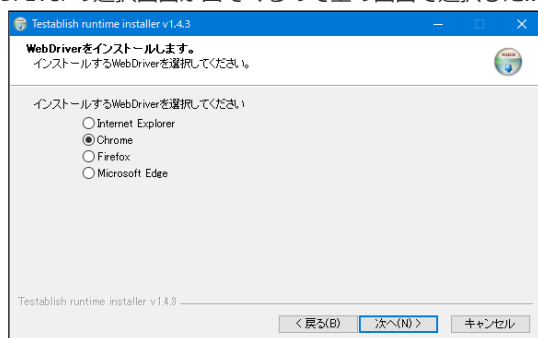 Testablish runtime installer v1.4.3
WebDriverをインストールします。
インストールするWebDriverを選択してください。
インストールするWebDriverを選択してください
Internet Explorer
Chrome
Firefox
Microsoft Edge
Testablish runtime installer v1.4.3
< 戻る(B)
次へ(N) >
キャンセル